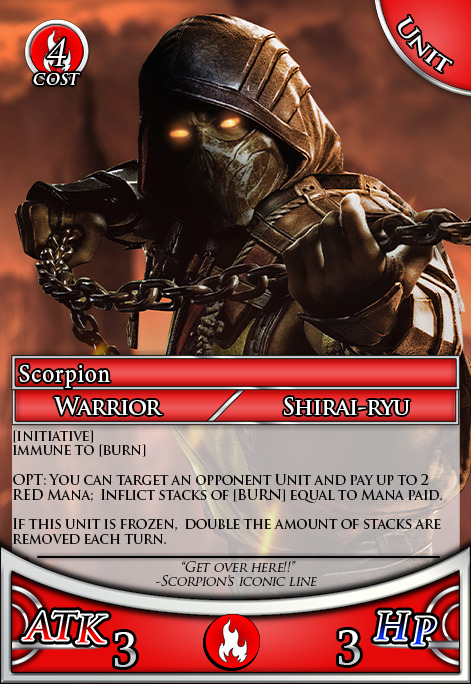 4
COST
UNIT
Scorpion
WARRIOR / SHIRAI-RYU
[INITIATIVE]
IMMUNE TO [BURN]
OPT: YOU CAN TARGET AN OPPONENT UNIT AND PAY UP TO 2
RED MANA; INFLICT STACKS OF [BURN] EQUAL TO MANA PAID.
IF THIS UNIT IS FROZEN, DOUBLE THE AMOUNT OF STACKS ARE
REMOVED EACH TURN.
"GET OVER HERE!!"
-SCORPION'S ICONIC LINE
ATK 3 3 HP